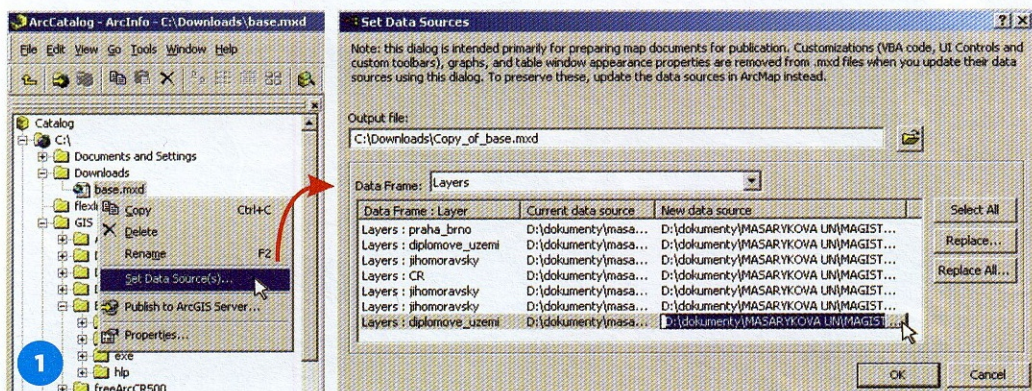 ArcCatalog - ArcInfo - C:\Downloads\base.mxd
File Edit View Go Tools Window Help
Catalog
C:\
Documents and Settings
Downloads
base.mxd
GIS
Copy Ctrl+C
Delete
Rename F2
Set Data Source(s)...
Publish to ArcGIS Server...
Properties...
exe
hlp
freeArcCR500
1
Set Data Sources
Note: this dialog is intended primarily for preparing map documents for publication. Customizations (VBA code, UI Controls and
custom toolbars), graphs, and table window appearance properties are removed from .mxd files when you update their data
sources using this dialog. To preserve these, update the data sources in ArcMap instead.
Output file:
C:\Downloads\Copy_of_base.mxd
Data Frame: Layers
Data Frame : Layer Current data source New data source
Layers : praha_brno D:\dokumenty\masa... D:\dokumenty\MASARYKOVA UN\MAGIST...
Layers : diplomove_uzemi D:\dokumenty\masa... D:\dokumenty\MASARYKOVA UN\MAGIST...
Layers : jihomoravsky D:\dokumenty\masa... D:\dokumenty\MASARYKOVA UN\MAGIST...
Layers : CR D:\dokumenty\masa... D:\dokumenty\MASARYKOVA UN\MAGIST...
Layers : jihomoravsky D:\dokumenty\masa... D:\dokumenty\MASARYKOVA UN\MAGIST...
Layers : jihomoravsky D:\dokumenty\masa... D:\dokumenty\MASARYKOVA UN\MAGIST...
Layers : diplomove_uzemi D:\dokumenty\masa... D:\dokumenty\MASARYKOVA UN\MAGIST...
Select All
Replace...
Replace All...
OK Cancel